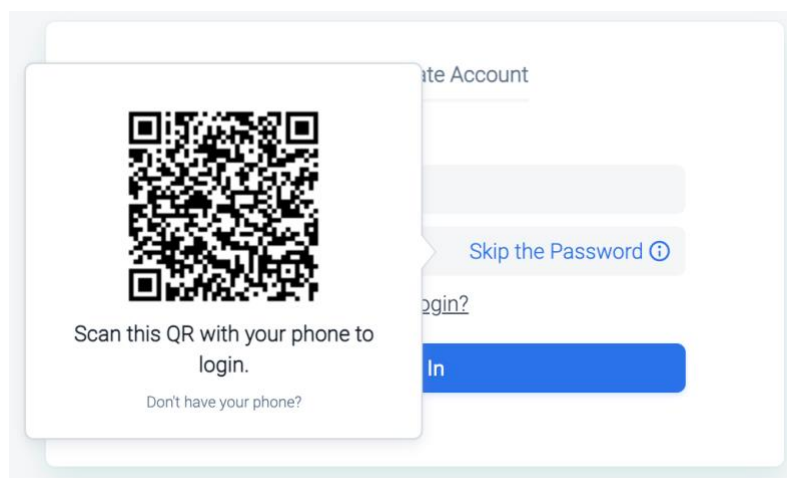 ate Account
Skip the Password
ogin?
In
Scan this QR with your phone to
login.
Don't have your phone?